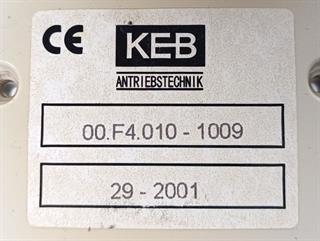 CE KEB
ANTRIEBSTECHNIK
00.F4.010 - 1009
29 - 2001